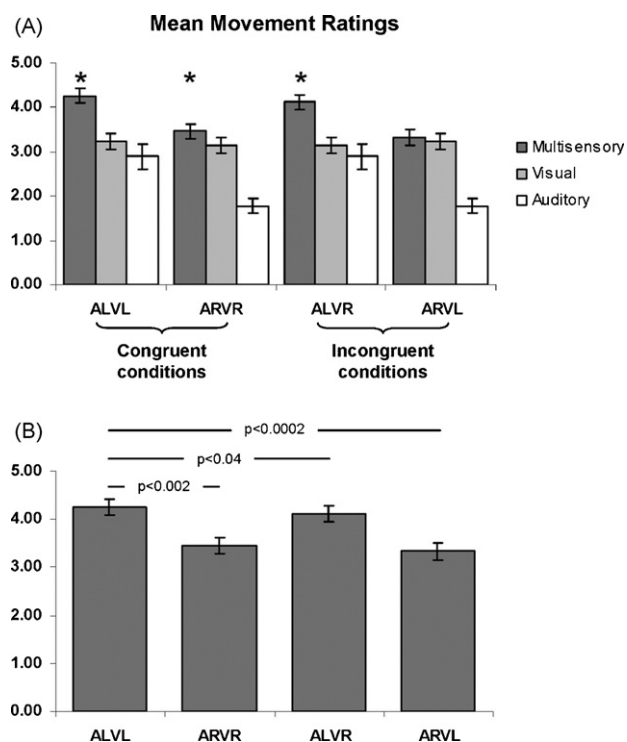 (A) Mean Movement Ratings
5.00
4.00
3.00
2.00
1.00
0.00
* * *
Multisensory
Visual
Auditory
ALVL ARVR ALVR ARVL
Congruent conditions
Incongruent conditions
(B)
p<0.0002
p<0.04
p<0.002
5.00
4.00
3.00
2.00
1.00
0.00
ALVL ARVR ALVR ARVL